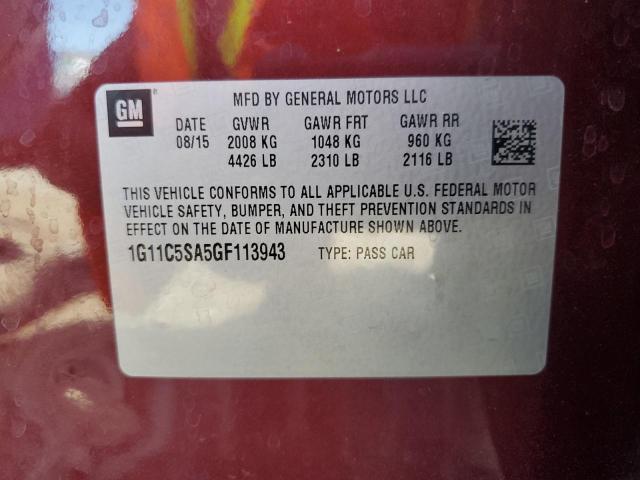 GM
MFD BY GENERAL MOTORS LLC
DATE GVWR GAWR FRT GAWR RR
08/15 2008 KG 1048 KG 960 KG
4426 LB 2310 LB 2116 LB
THIS VEHICLE CONFORMS TO ALL APPLICABLE U.S. FEDERAL MOTOR
VEHICLE SAFETY, BUMPER, AND THEFT PREVENTION STANDARDS IN
EFFECT ON THE DATE OF MANUFACTURE SHOWN ABOVE.
1G11C5SA5GF113943 TYPE: PASS CAR